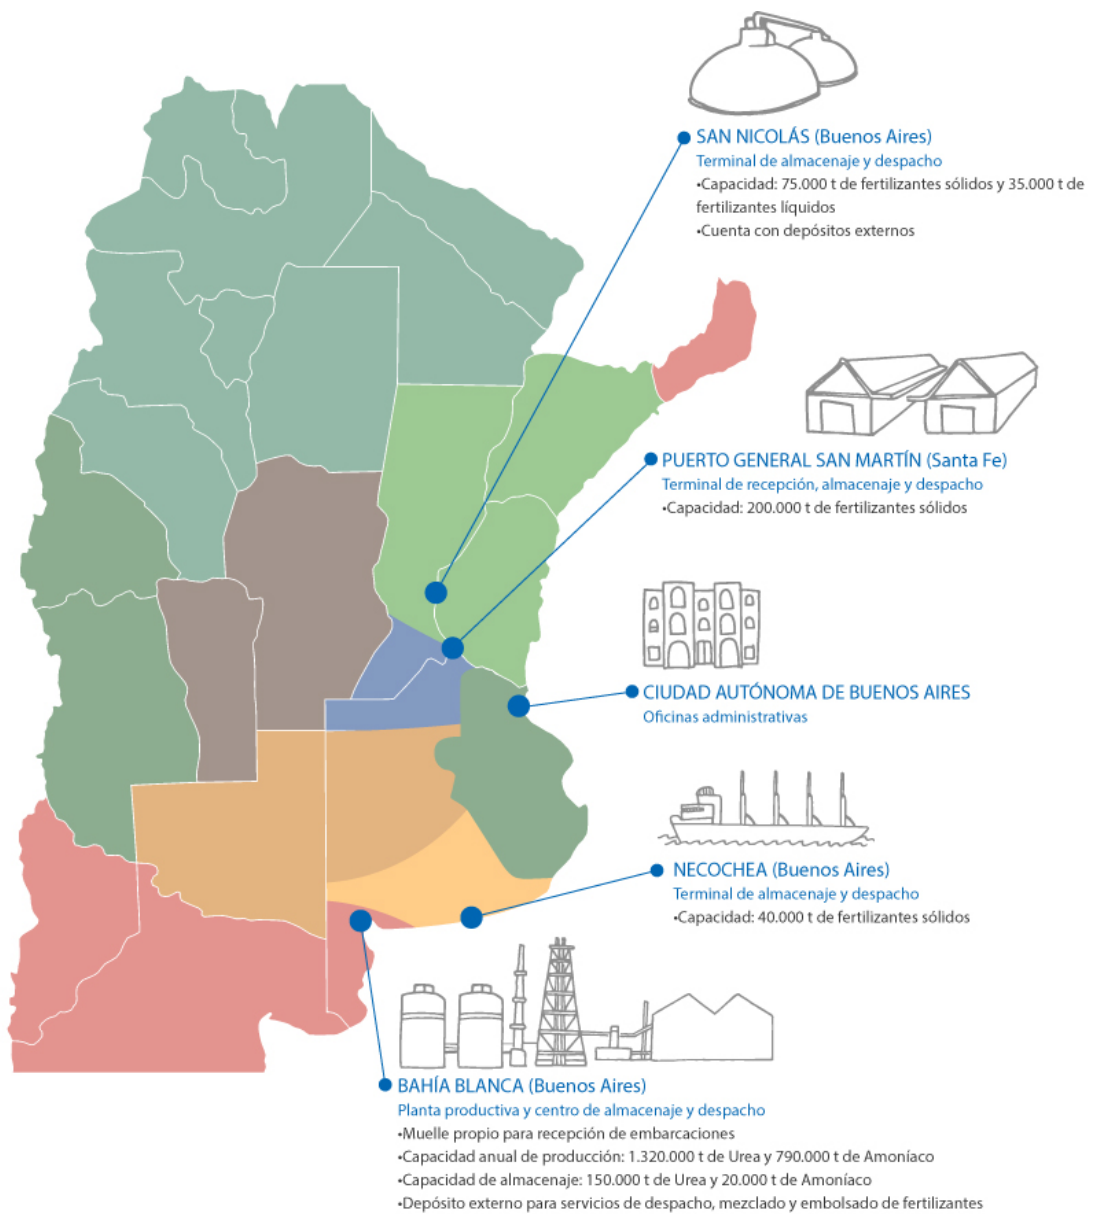 SAN NICOLÁS (Buenos Aires)
Terminal de almacenaje y despacho
•Capacidad: 75.000 t de fertilizantes sólidos y 35.000 t de
fertilizantes líquidos
•Cuenta con depósitos externos
PUERTO GENERAL SAN MARTÍN (Santa Fe)
Terminal de recepción, almacenaje y despacho
•Capacidad: 200.000 t de fertilizantes sólidos
CIUDAD AUTÓNOMA DE BUENOS AIRES
Oficinas administrativas
NECOCHEA (Buenos Aires)
Terminal de almacenaje y despacho
•Capacidad: 40.000 t de fertilizantes sólidos
BAHÍA BLANCA (Buenos Aires)
Planta productiva y centro de almacenaje y despacho
•Muelle propio para recepción de embarcaciones
•Capacidad anual de producción: 1.320.000 t de Urea y 790.000 t de Amoníaco
•Capacidad de almacenaje: 150.000 t de Urea y 20.000 t de Amoníaco
•Depósito externo para servicios de despacho, mezclado y embolsado de fertilizantes